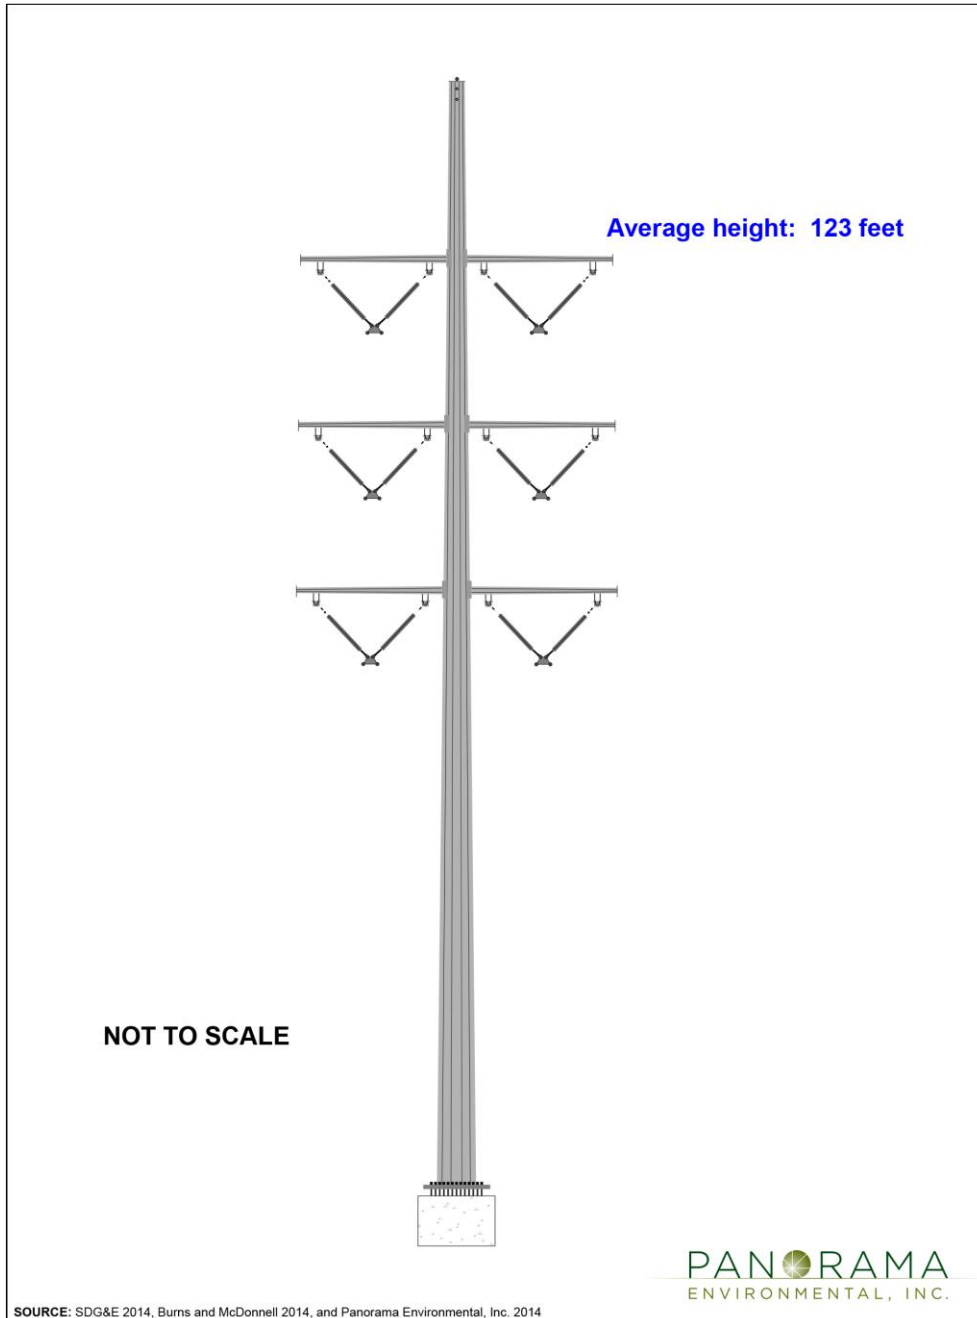 Average height:  123 feet
NOT TO SCALE
PANORAMA
ENVIRONMENTAL, INC.
SOURCE: SDG&E 2014, Burns and McDonnell 2014, and Panorama Environmental, Inc. 2014